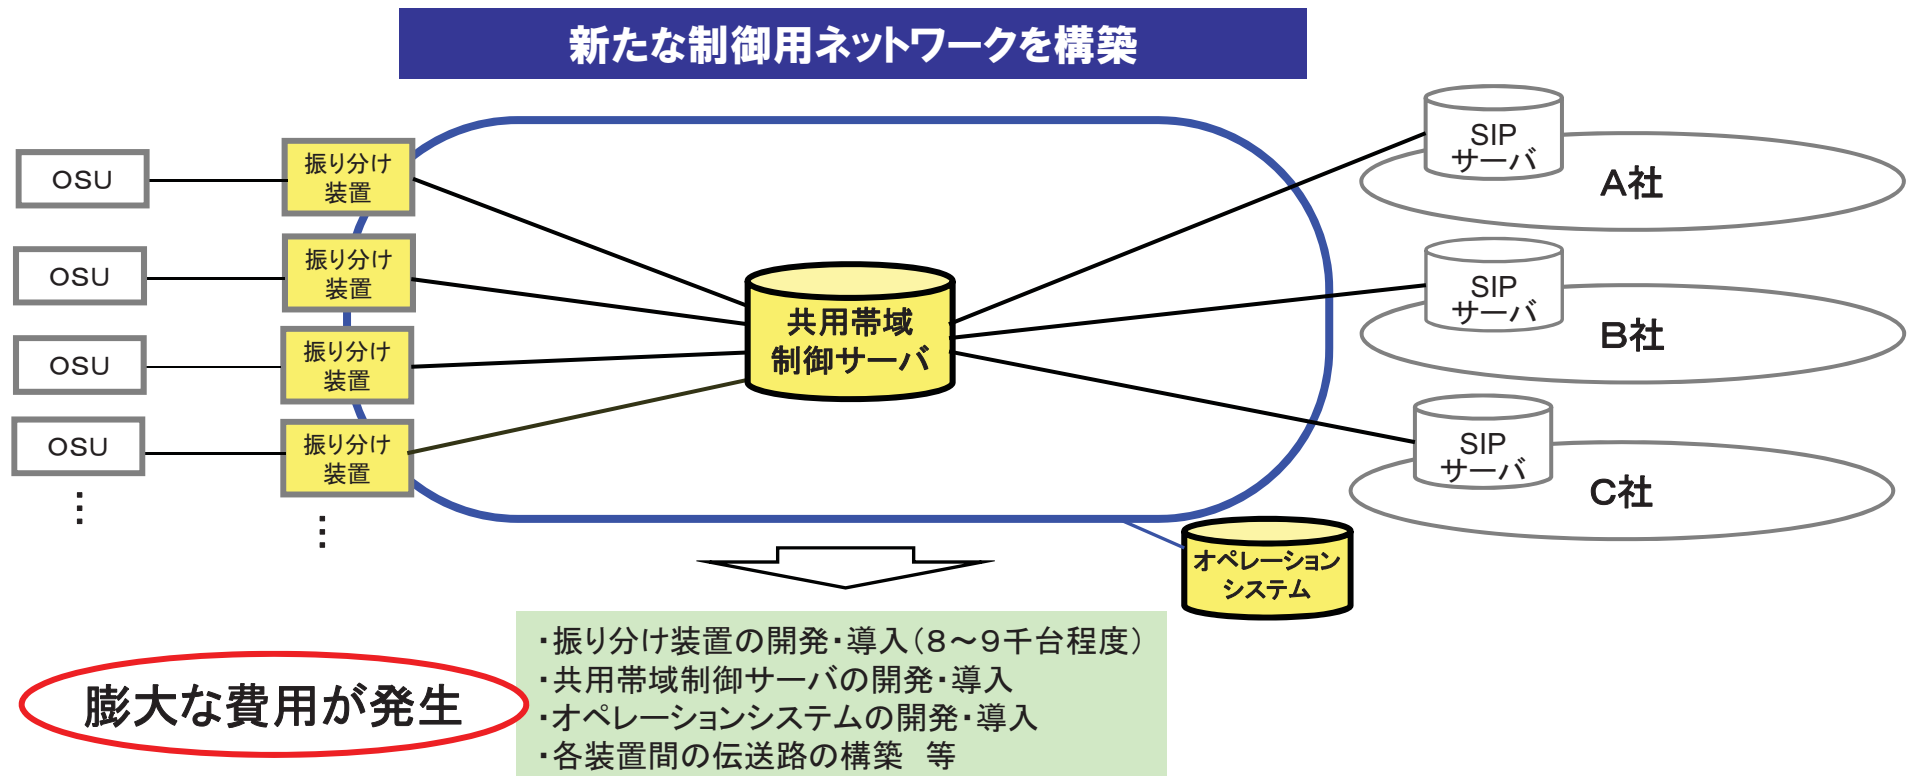 新たな制御用ネットワークを構築
OSU
振り分け
装置
OSU
振り分け
装置
OSU
振り分け
装置
OSU
振り分け
装置
⋮
⋮
共用帯域
制御サーバ
SIP
サーバ
A社
SIP
サーバ
B社
SIP
サーバ
C社
オペレーション
システム
膨大な費用が発生
・振り分け装置の開発・導入(8～9千台程度)
・共用帯域制御サーバの開発・導入
・オペレーションシステムの開発・導入
・各装置間の伝送路の構築　等